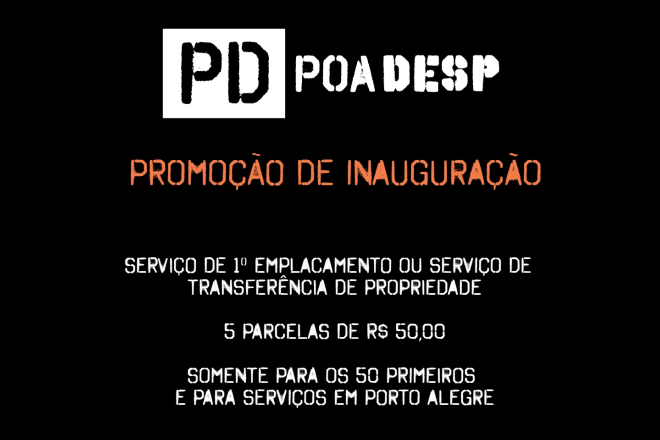 PD POADESP
PROMOÇÃO DE INAUGURAÇÃO
SERVIÇO DE 1º EMPLACAMENTO OU SERVIÇO DE
TRANSFERÊNCIA DE PROPRIEDADE
5 PARCELAS DE R$ 50,00
SOMENTE PARA OS 50 PRIMEIROS
E PARA SERVIÇOS EM PORTO ALEGRE